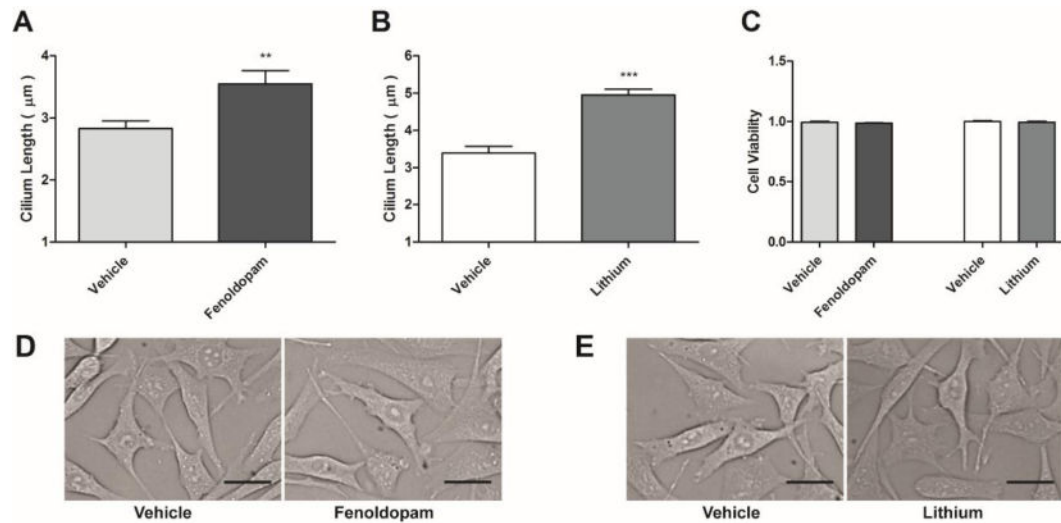 A
Cilium Length ( μm )
4
3
2
1
**
Vehicle
Fenoldopam
B
Cilium Length ( μm )
6
5
4
3
2
1
***
Vehicle
Lithium
C
Cell Viability
1.5
1.0
0.5
0.0
Vehicle
Fenoldopam
Vehicle
Lithium
D
Vehicle
Fenoldopam
E
Vehicle
Lithium